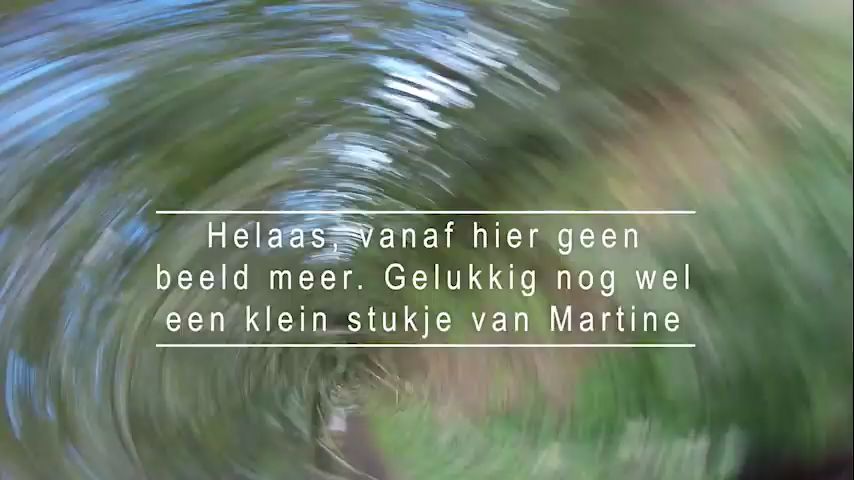 Helaas, vanaf hier geen
beeld meer. Gelukkig nog wel
een klein stukje van Martine